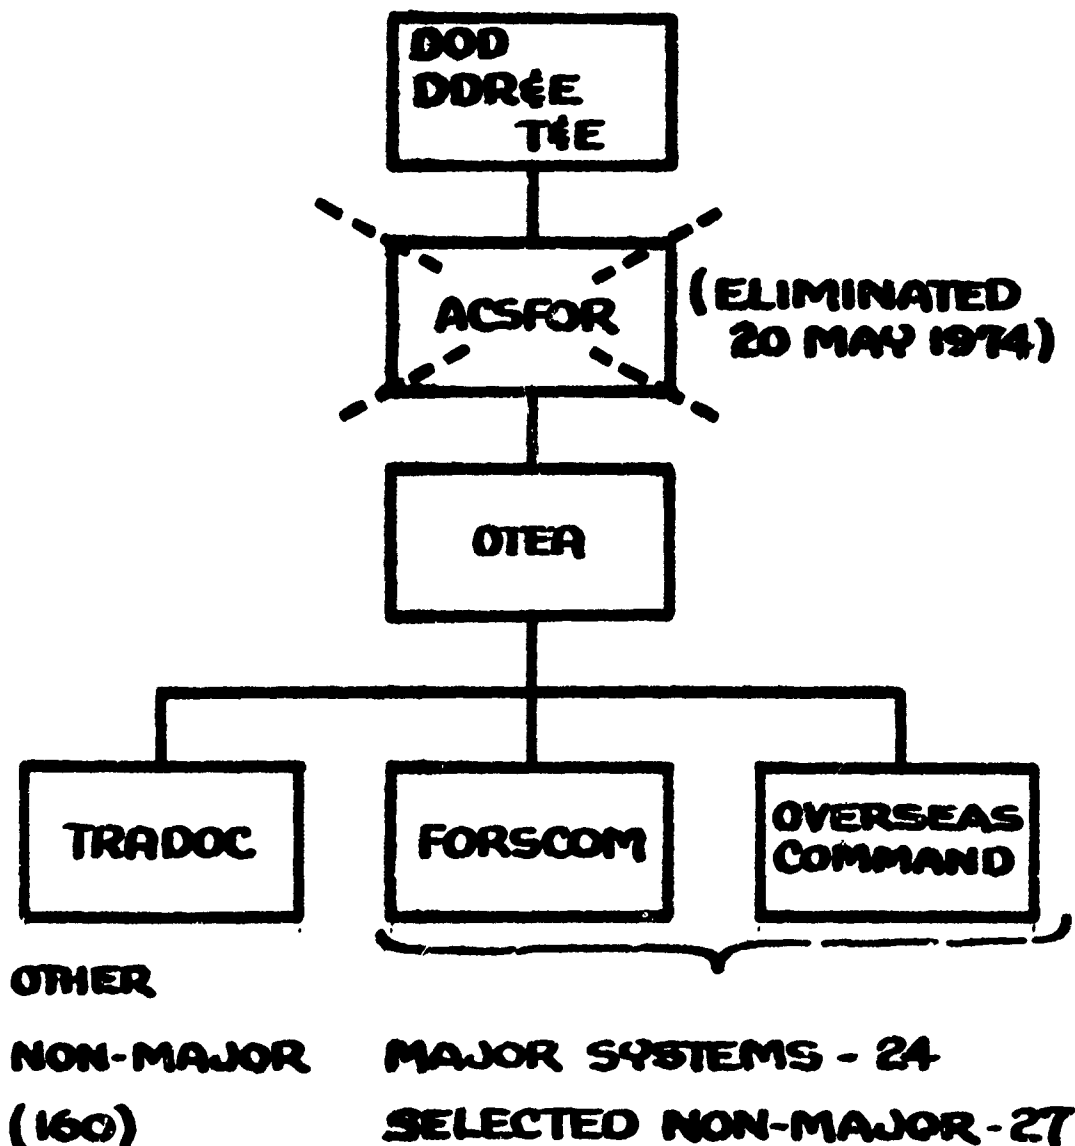 DOD
DDR&E
T&E
ACSFOR
(ELIMINATED
20 MAY 1974)
OTEA
TRADOC
FORSCOM
OVERSEAS
COMMAND
OTHER
NON-MAJOR
(160)
MAJOR SYSTEMS - 24
SELECTED NON-MAJOR - 27